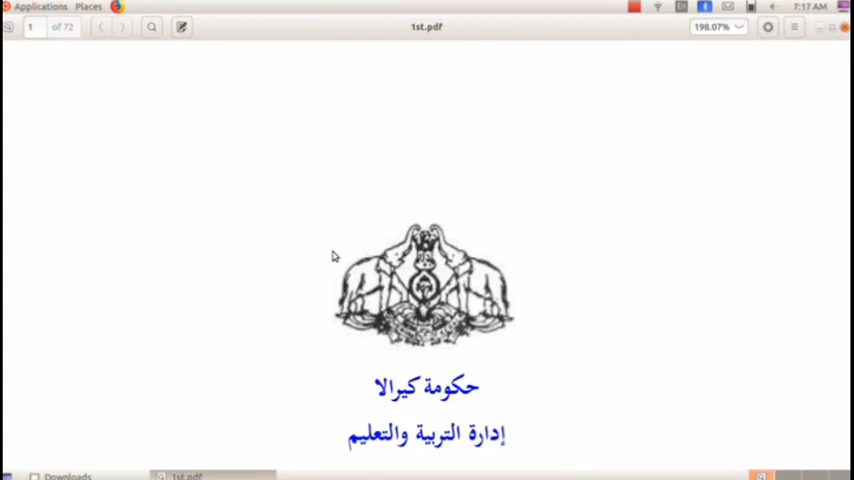 Applications Places En 7:17 AM
1 of 72 1st.pdf 198.07%
حكومة كيرالا
إدارة التربية والتعليم
Downloads 1st.pdf